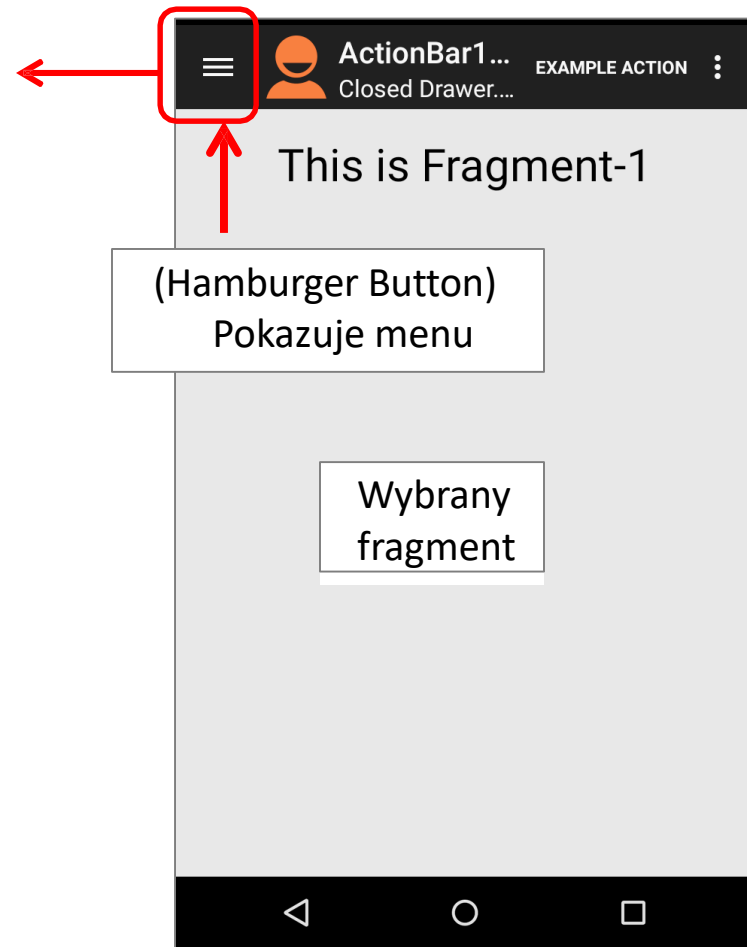 ActionBar1...
EXAMPLE ACTION
Closed Drawer....
This is Fragment-1
(Hamburger Button)
Pokazuje menu
Wybrany
fragment